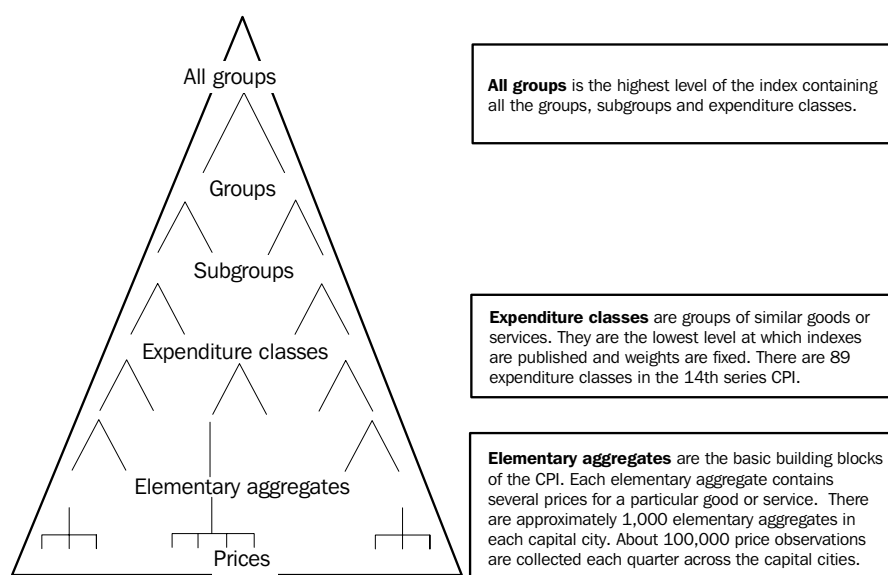 All groups
All groups is the highest level of the index containing
all the groups, subgroups and expenditure classes.
Groups
Subgroups
Expenditure classes
Expenditure classes are groups of similar goods or
services. They are the lowest level at which indexes
are published and weights are fixed. There are 89
expenditure classes in the 14th series CPI.
Elementary aggregates
Elementary aggregates are the basic building blocks
of the CPI. Each elementary aggregate contains
several prices for a particular good or service. There
are approximately 1,000 elementary aggregates in
each capital city. About 100,000 price observations
are collected each quarter across the capital cities.
Prices